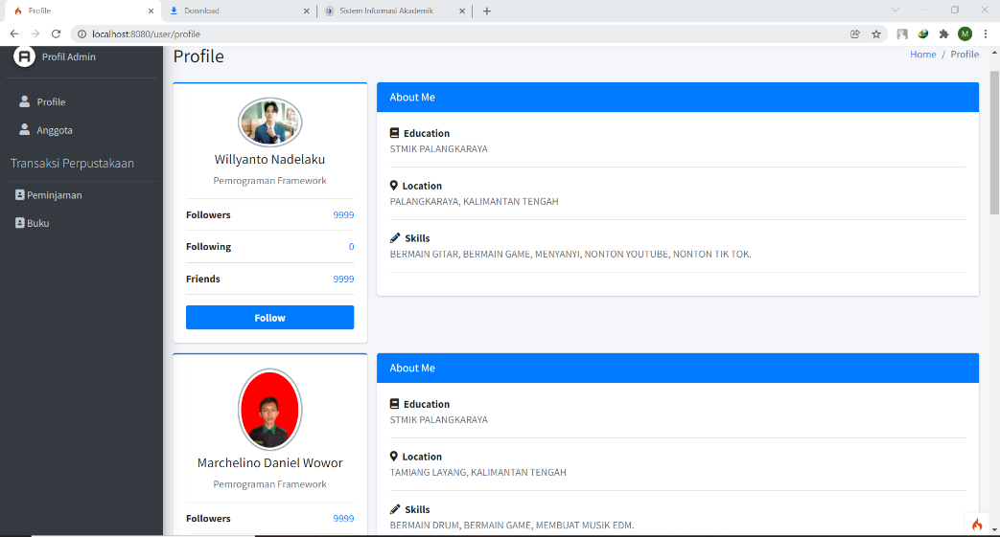 Profile
Download
Sistem Informasi Akademik
localhost:8080/user/profile
M
Profil Admin
Profile
Anggota
Transaksi Perpustakaan
Peminjaman
Buku
Profile
Home / Profile
Willyanto Nadelaku
Pemrograman Framework
Followers 9999
Following 0
Friends 9999
Follow
About Me
Education
STMIK PALANGKARAYA
Location
PALANGKARAYA, KALIMANTAN TENGAH
Skills
BERMAIN GITAR, BERMAIN GAME, MENYANYI, NONTON YOUTUBE, NONTON TIK TOK.
Marchelino Daniel Wowor
Pemrograman Framework
Followers 9999
About Me
Education
STMIK PALANGKARAYA
Location
TAMIANG LAYANG, KALIMANTAN TENGAH
Skills
BERMAIN DRUM, BERMAIN GAME, MEMBUAT MUSIK EDM.